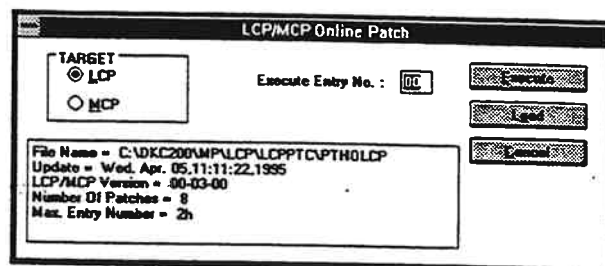 LCP/MCP Online Patch
TARGET
LCP
MCP
Execute Entry No. : 00
Execute
Load
Cancel
File Name = C:\DKC200\MP\LCP\LCPPTC\PTH0LCP
Update = Wed. Apr. 05,11:11:22,1995
LCP/MCP Version = -00-03-00
Number Of Patches = 8
Max. Entry Number = 2h